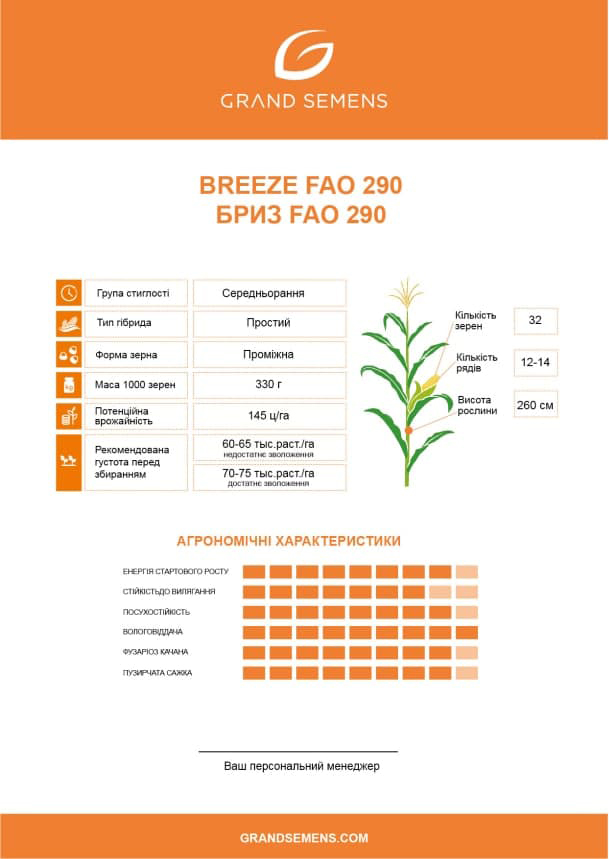 GRAND SEMENS
BREEZE FAO 290
БРИЗ FAO 290
Група стиглості
Середньорання
Тип гібрида
Простий
Форма зерна
Проміжна
Маса 1000 зерен
330 г
Потенційна
врожайність
145 ц/га
Рекомендована
густота перед
збиранням
60-65 тыс.раст./га
недостатнє зволоження
70-75 тыс.раст./га
достатнє зволоження
Кількість
зерен
32
Кількість
рядів
12-14
Висота
рослини
260 см
АГРОНОМІЧНІ ХАРАКТЕРИСТИКИ
ЕНЕРГІЯ СТАРТОВОГО РОСТУ
СТІЙКІСТЬДО ВИЛЯГАННЯ
ПОСУХОСТІЙКІСТЬ
ВОЛОГОВІДДАЧА
ФУЗАРІОЗ КАЧАНА
ПУЗИРЧАТА САЖКА
Ваш персональний менеджер
GRANDSEMENS.COM